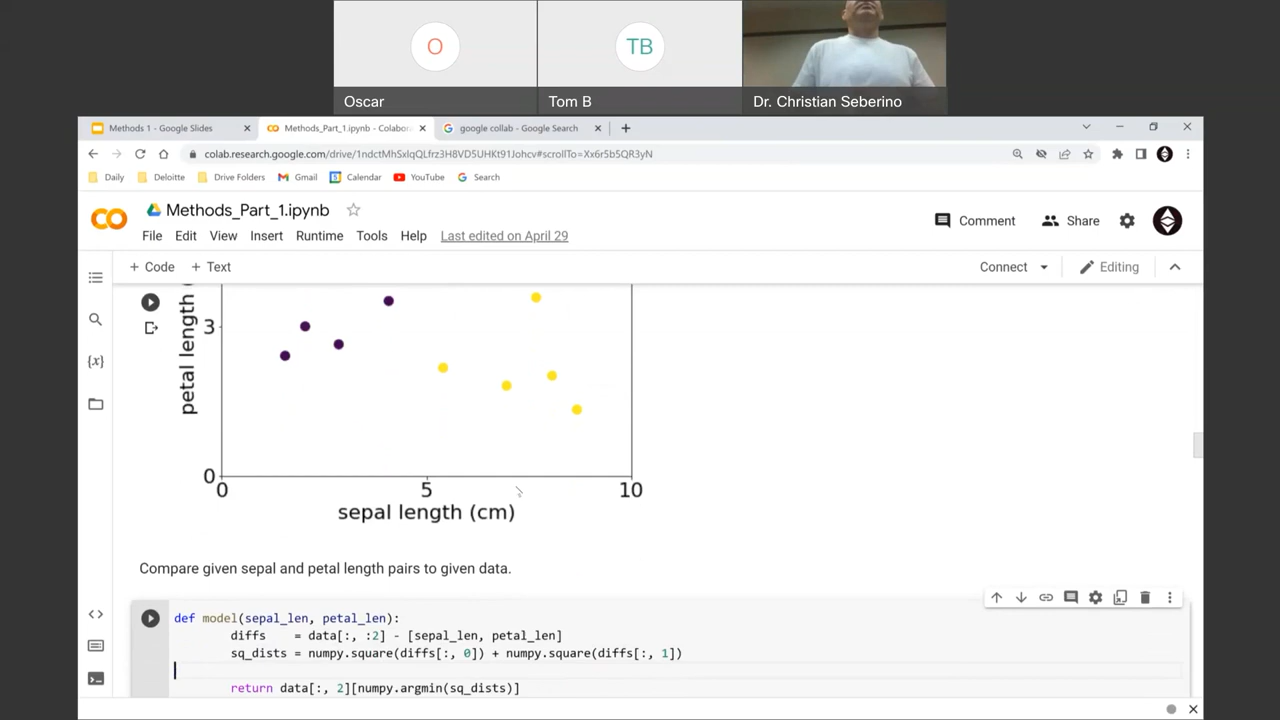 O
TB
Oscar
Tom B
Dr. Christian Seberino
Methods 1 - Google Slides
Methods_Part_1.ipynb - Colabora
google collab - Google Search
colab.research.google.com/drive/1ndctMhSxlqQLfrz3H8VD5UHKt91Johcv#scrollTo=Xx6r5b5QR3yN
Daily
Deloitte
Drive Folders
Gmail
Calendar
YouTube
Search
Methods_Part_1.ipynb
Comment
Share
File Edit View Insert Runtime Tools Help Last edited on April 29
+ Code + Text
Connect
Editing
petal length (
3
0
0 5 10
sepal length (cm)
Compare given sepal and petal length pairs to given data.
def model(sepal_len, petal_len):
diffs = data[:, :2] - [sepal_len, petal_len]
sq_dists = numpy.square(diffs[:, 0]) + numpy.square(diffs[:, 1])
return data[:, 2][numpy.argmin(sq_dists)]